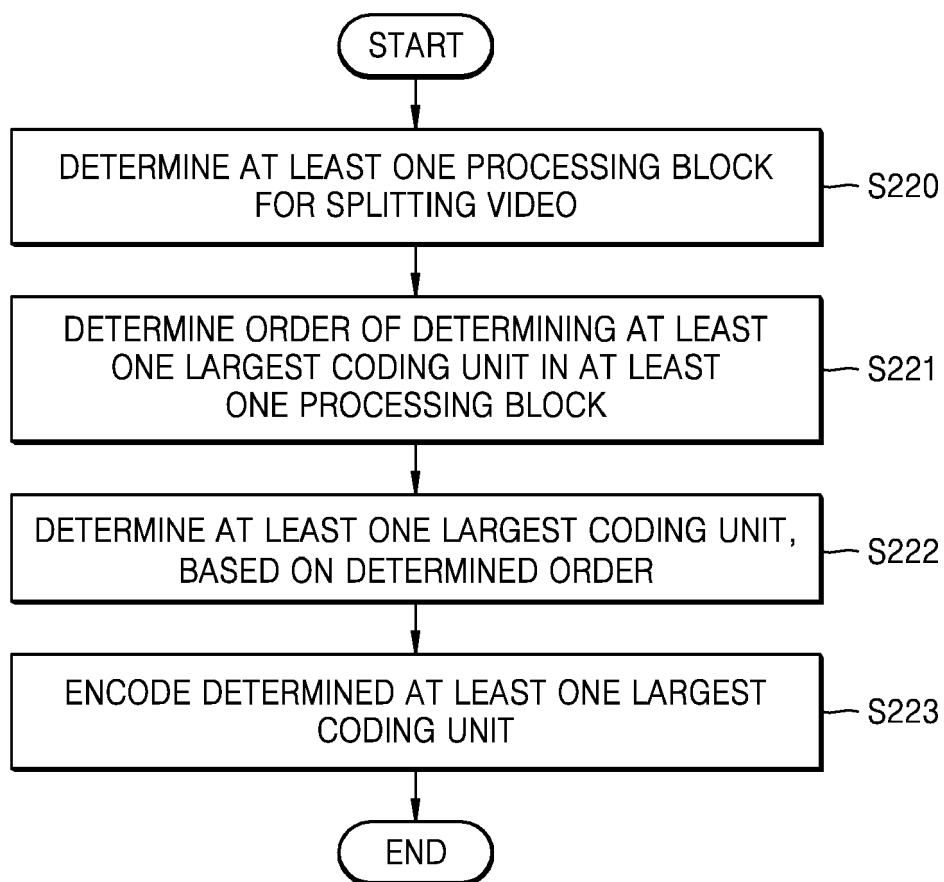 START
DETERMINE AT LEAST ONE PROCESSING BLOCK
FOR SPLITTING VIDEO
S220
DETERMINE ORDER OF DETERMINING AT LEAST
ONE LARGEST CODING UNIT IN AT LEAST
ONE PROCESSING BLOCK
S221
DETERMINE AT LEAST ONE LARGEST CODING UNIT,
BASED ON DETERMINED ORDER
S222
ENCODE DETERMINED AT LEAST ONE LARGEST
CODING UNIT
S223
END